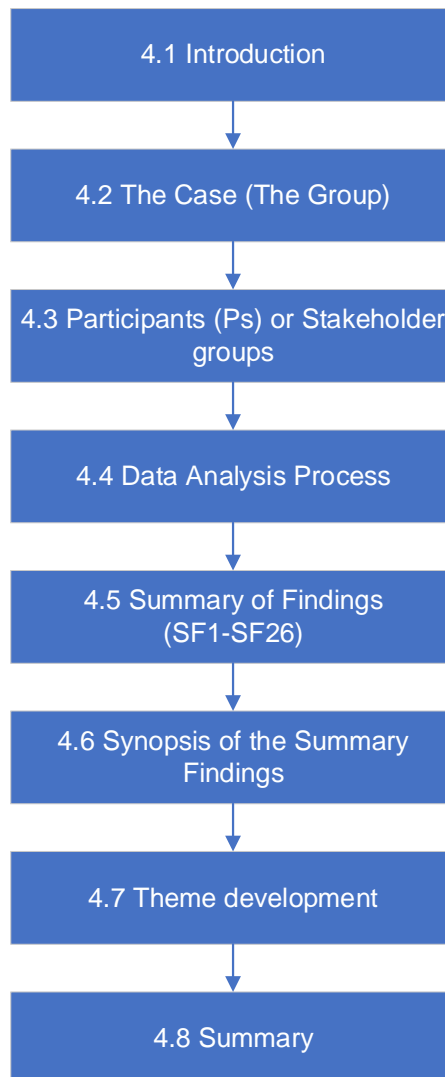 4.1 Introduction
4.2 The Case (The Group)
4.3 Participants (Ps) or Stakeholder
groups
4.4 Data Analysis Process
4.5 Summary of Findings
(SF1-SF26)
4.6 Synopsis of the Summary
Findings
4.7 Theme development
4.8 Summary